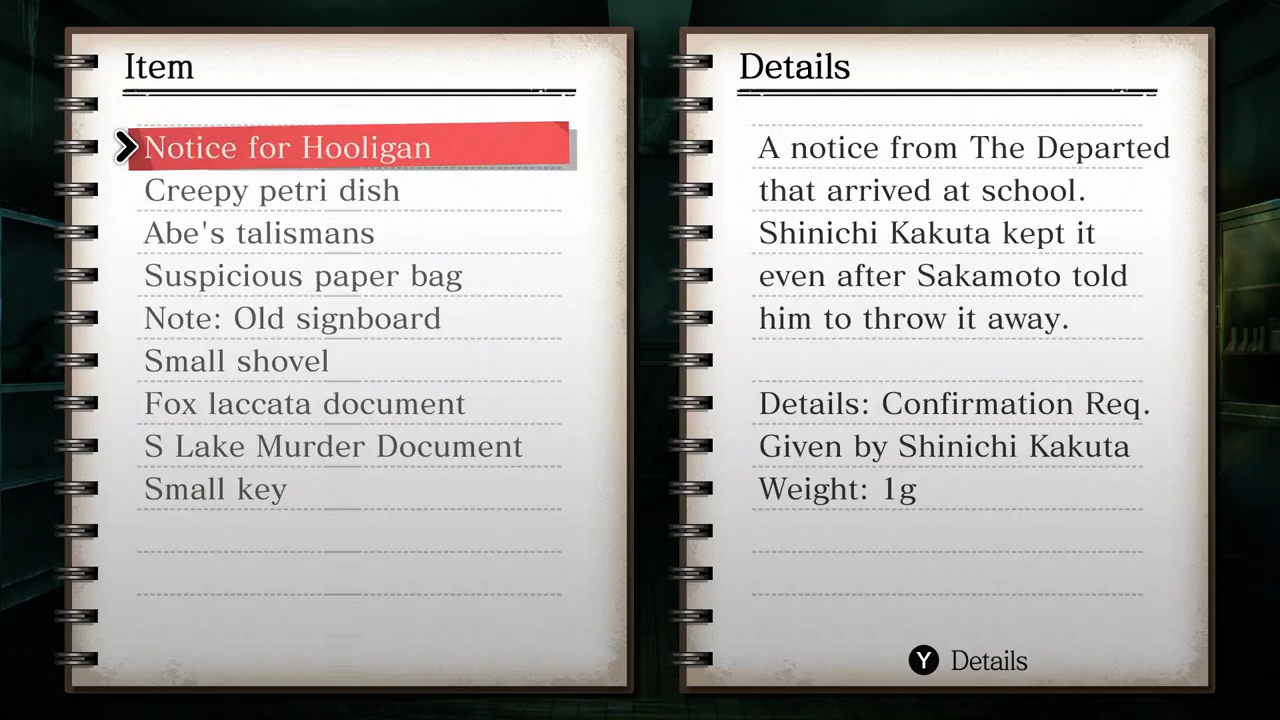 Item
Notice for Hooligan
Creepy petri dish
Abe's talismans
Suspicious paper bag
Note: Old signboard
Small shovel
Fox laccata document
S Lake Murder Document
Small key
Details
A notice from The Departed
that arrived at school.
Shinichi Kakuta kept it
even after Sakamoto told
him to throw it away.
Details: Confirmation Req.
Given by Shinichi Kakuta
Weight: 1g
Y Details